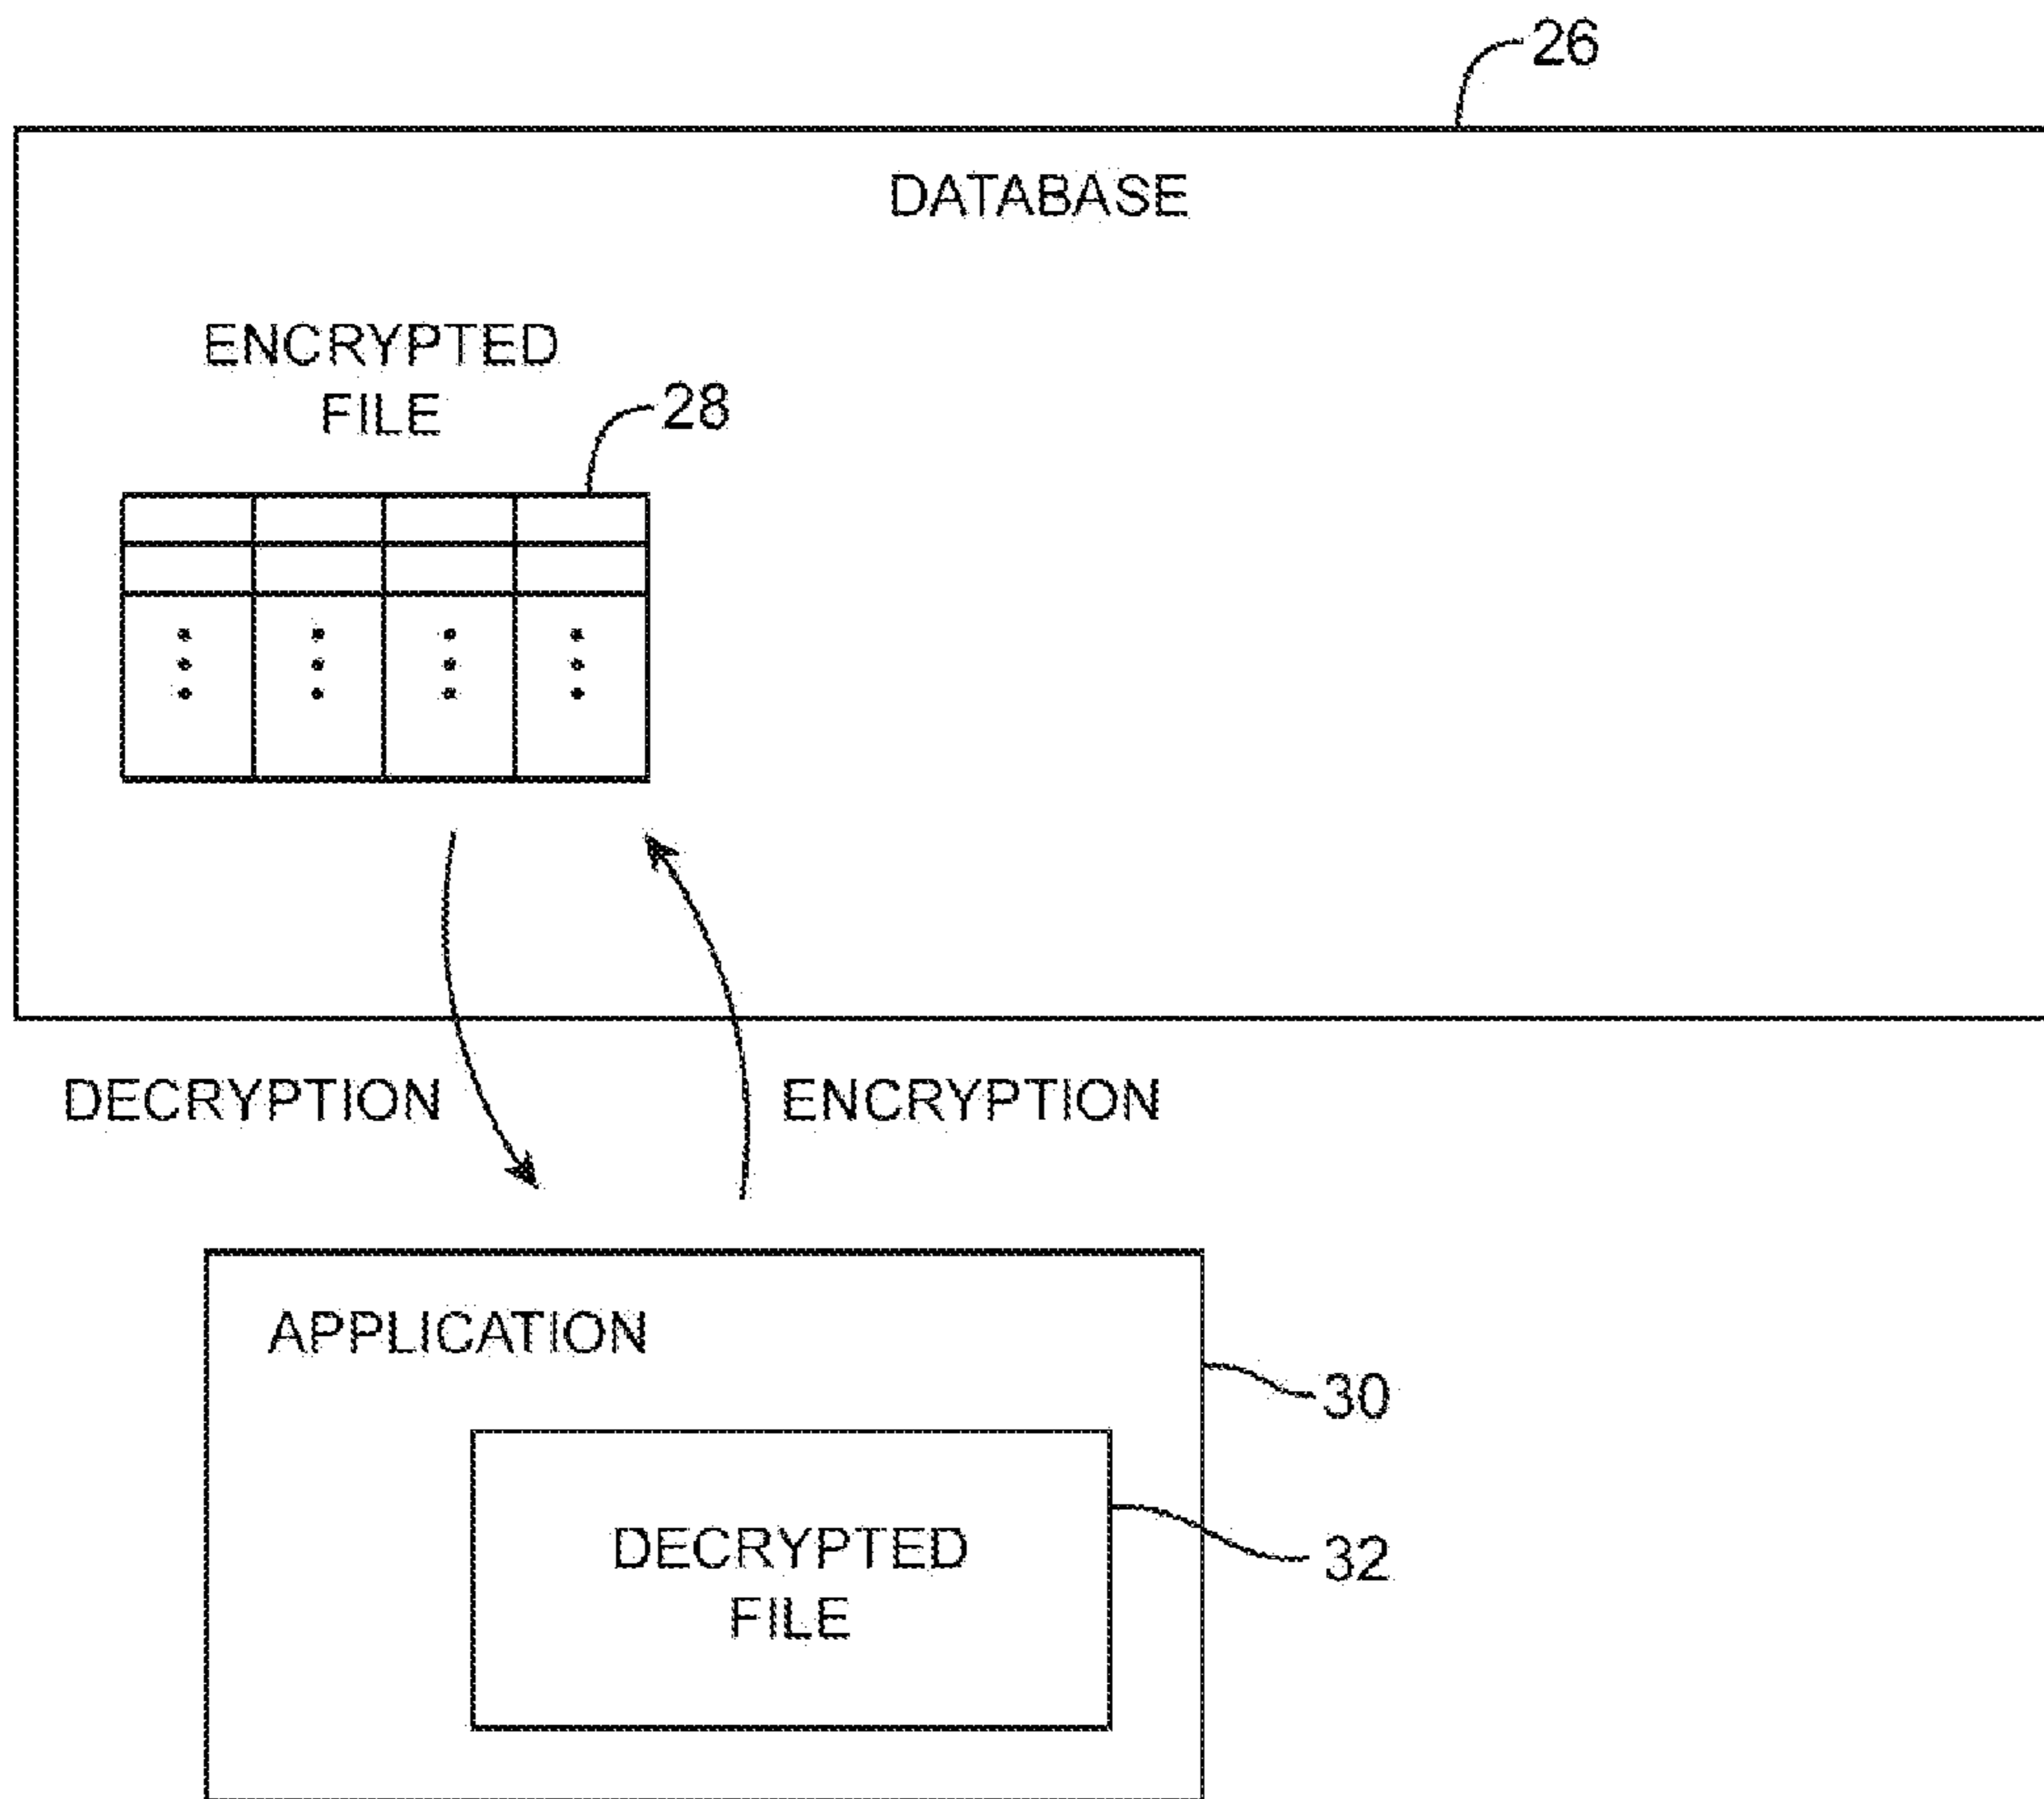 26
DATABASE
ENCRYPTED
FILE
28
DECRYPTION
ENCRYPTION
APPLICATION
30
DECRYPTED
FILE
32